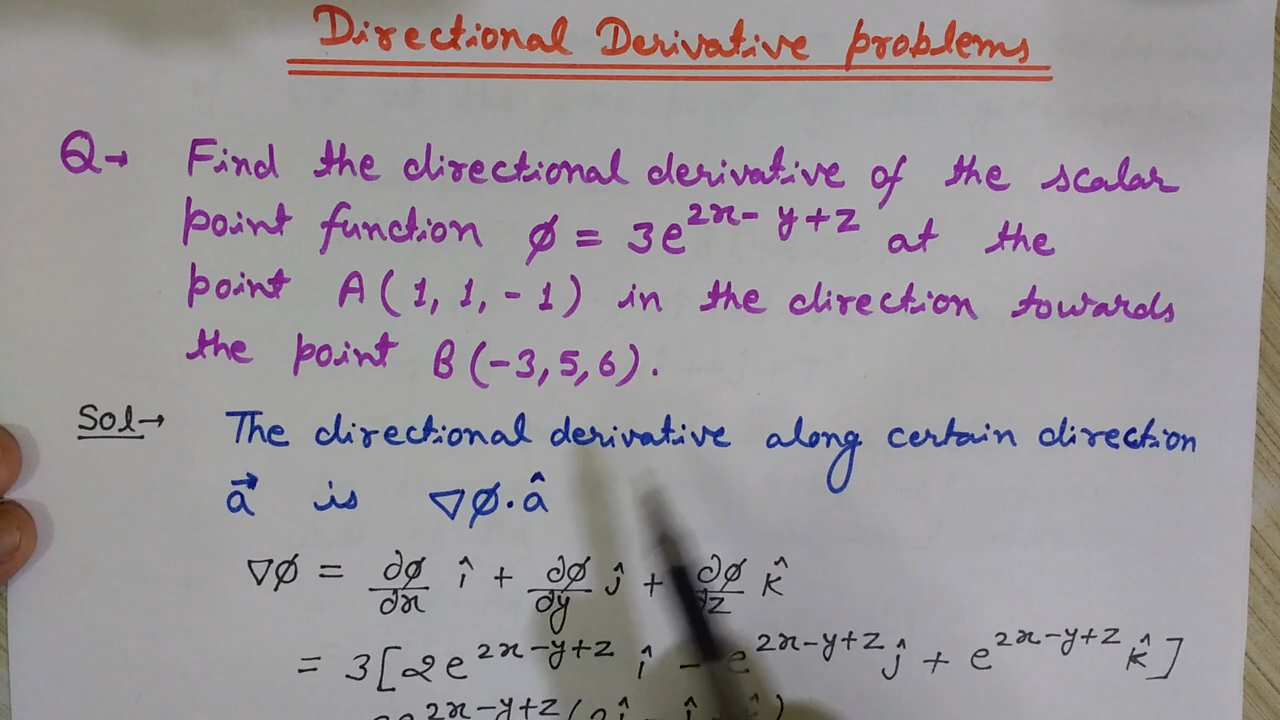 Directional Derivative problems
Q→ Find the directional derivative of the scalar
point function ϕ = 3e^{2x-y+z} at the
point A(1, 1, -1) in the direction towards
the point B(-3, 5, 6).
Sol→ The directional derivative along certain direction
a⃗ is ∇ϕ.â
∇ϕ = ∂ϕ/∂x î + ∂ϕ/∂y ĵ + ∂ϕ/∂z k̂
= 3[2e^{2x-y+z} î - e^{2x-y+z} ĵ + e^{2x-y+z} k̂]